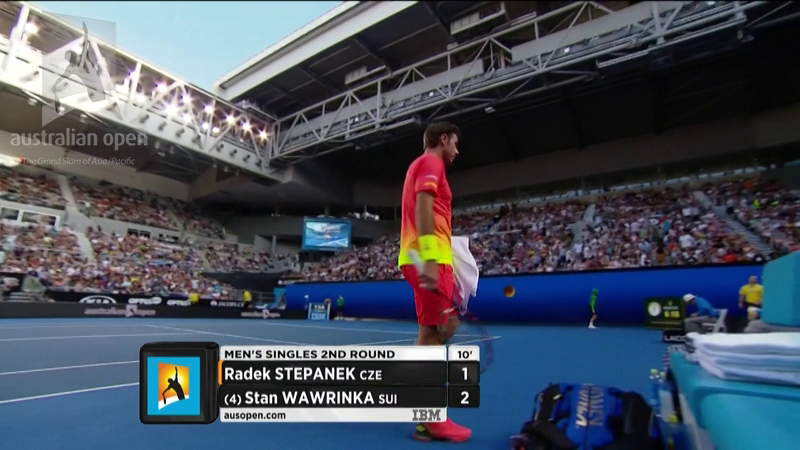 australian open
The Grand Slam of Asia/Pacific
MEN'S SINGLES 2ND ROUND 10'
Radek STEPANEK CZE 1
(4) Stan WAWRINKA SUI 2
ausopen.com IBM
KIA